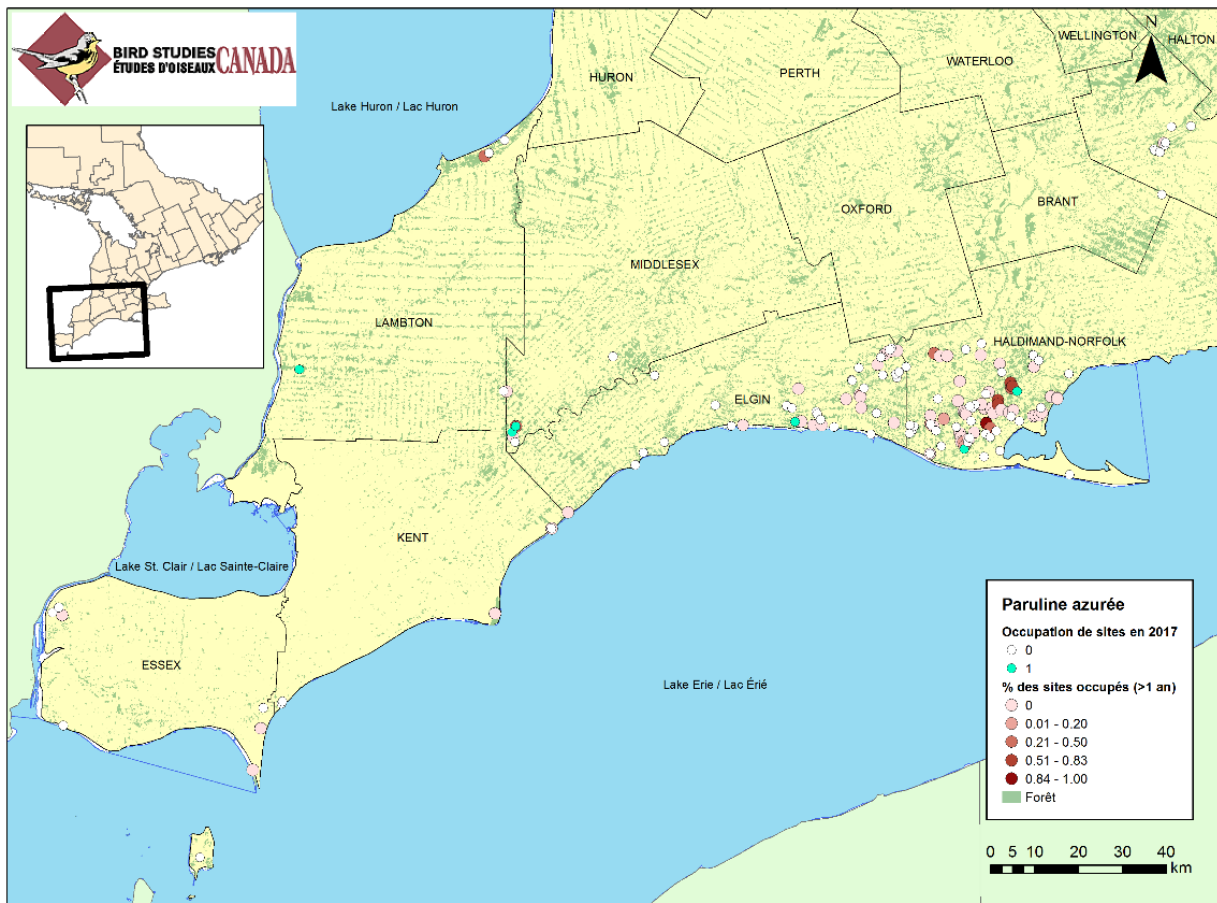 BIRD STUDIES
ÉTUDES D'OISEAUX
CANADA
WELLINGTON
N
HALTON
WATERLOO
HURON
PERTH
Lake Huron / Lac Huron
BRANT
OXFORD
MIDDLESEX
LAMBTON
HALDIMAND-NORFOLK
ELGIN
KENT
Lake St. Clair / Lac Sainte-Claire
ESSEX
Lake Erie / Lac Érié
Paruline azurée
Occupation de sites en 2017
0
1
% des sites occupés (>1 an)
0
0.01 - 0.20
0.21 - 0.50
0.51 - 0.83
0.84 - 1.00
Forêt
0 5 10 20 30 40
km